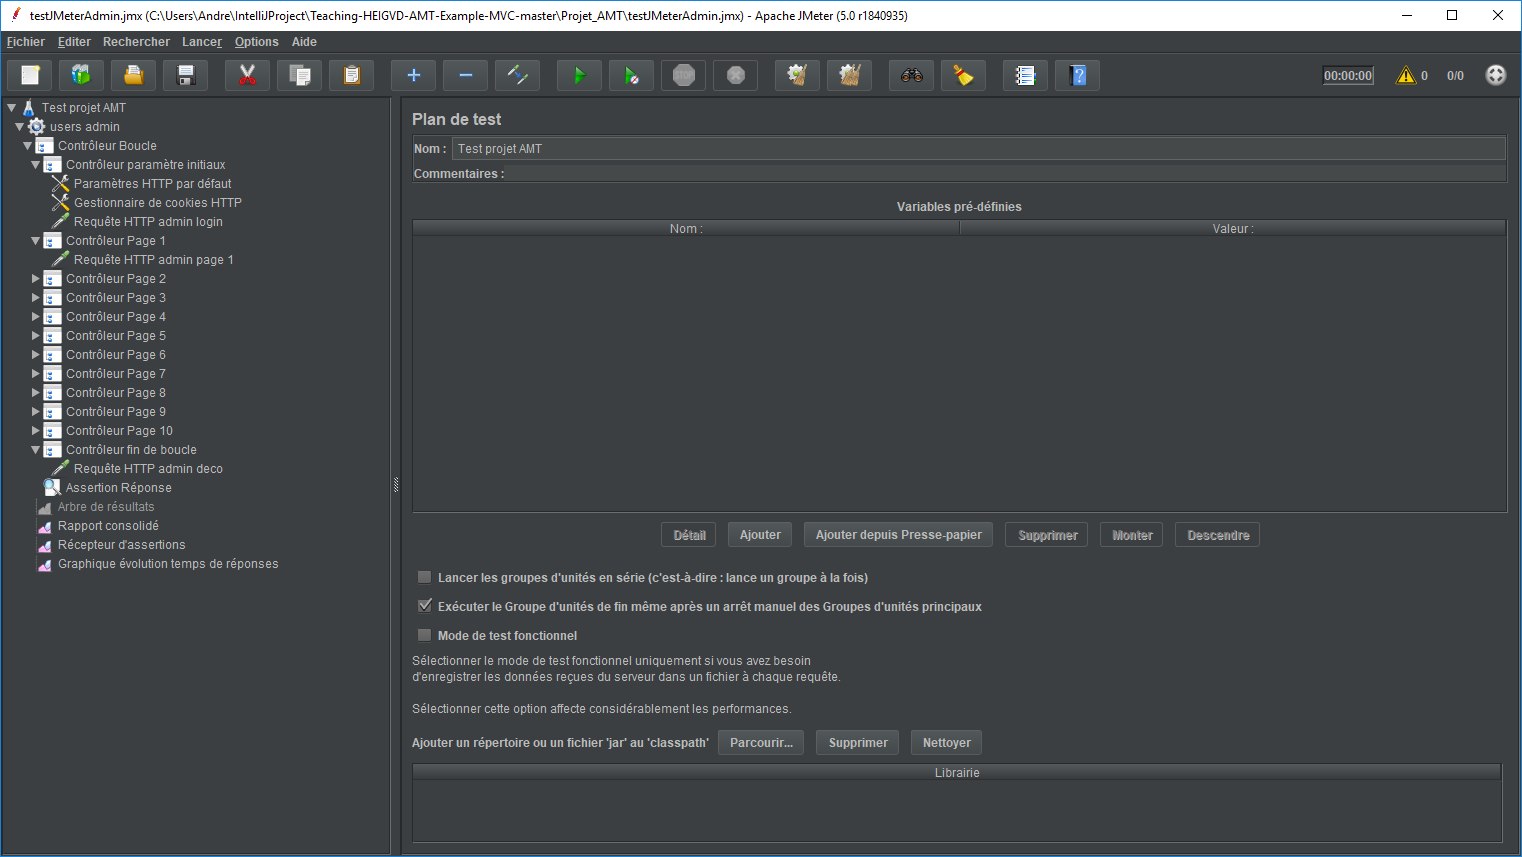 testJMeterAdmin.jmx (C:\Users\Andre\IntelliJProject\Teaching-HEIGVD-AMT-Example-MVC-master\Projet_AMT\testJMeterAdmin.jmx) - Apache JMeter (5.0 r1840935)
Fichier Editer Rechercher Lancer Options Aide
STOP 00:00:00 0 0/0
Test projet AMT
users admin
Contrôleur Boucle
Contrôleur paramètre initiaux
Paramètres HTTP par défaut
Gestionnaire de cookies HTTP
Requête HTTP admin login
Contrôleur Page 1
Requête HTTP admin page 1
Contrôleur Page 2
Contrôleur Page 3
Contrôleur Page 4
Contrôleur Page 5
Contrôleur Page 6
Contrôleur Page 7
Contrôleur Page 8
Contrôleur Page 9
Contrôleur Page 10
Contrôleur fin de boucle
Requête HTTP admin deco
Assertion Réponse
Arbre de résultats
Rapport consolidé
Récepteur d'assertions
Graphique évolution temps de réponses
Plan de test
Nom : Test projet AMT
Commentaires :
Variables pré-définies
Nom : Valeur :
Détail Ajouter Ajouter depuis Presse-papier Supprimer Monter Descendre
Lancer les groupes d'unités en série (c'est-à-dire : lance un groupe à la fois)
Exécuter le Groupe d'unités de fin même après un arrêt manuel des Groupes d'unités principaux
Mode de test fonctionnel
Sélectionner le mode de test fonctionnel uniquement si vous avez besoin
d'enregistrer les données reçues du serveur dans un fichier à chaque requête.
Sélectionner cette option affecte considérablement les performances.
Ajouter un répertoire ou un fichier 'jar' au 'classpath' Parcourir... Supprimer Nettoyer
Librairie